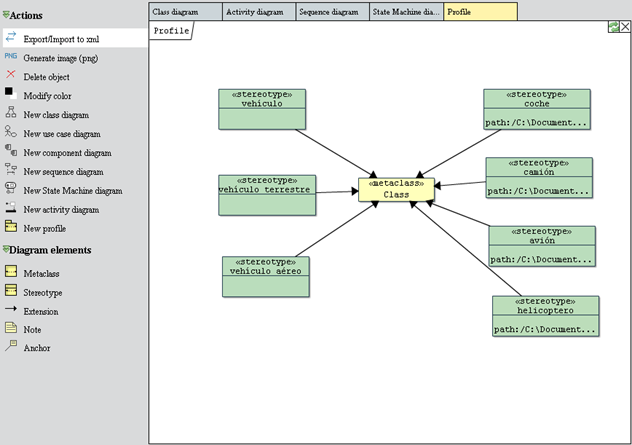 Actions
Export/Import to xml
PNG Generate image (png)
Delete object
Modify color
New class diagram
New use case diagram
New component diagram
New sequence diagram
New State Machine diagram
New activity diagram
New profile
Diagram elements
Metaclass
Stereotype
Extension
Note
Anchor
Class diagram Activity diagram Sequence diagram State Machine dia... Profile
Profile
«stereotype»
vehículo
«stereotype»
vehículo terrestre
«stereotype»
vehículo aéreo
«metaclass»
Class
«stereotype»
coche
path:/C:\Document...
«stereotype»
camión
path:/C:\Document...
«stereotype»
avión
path:/C:\Document...
«stereotype»
helicoptero
path:/C:\Document...